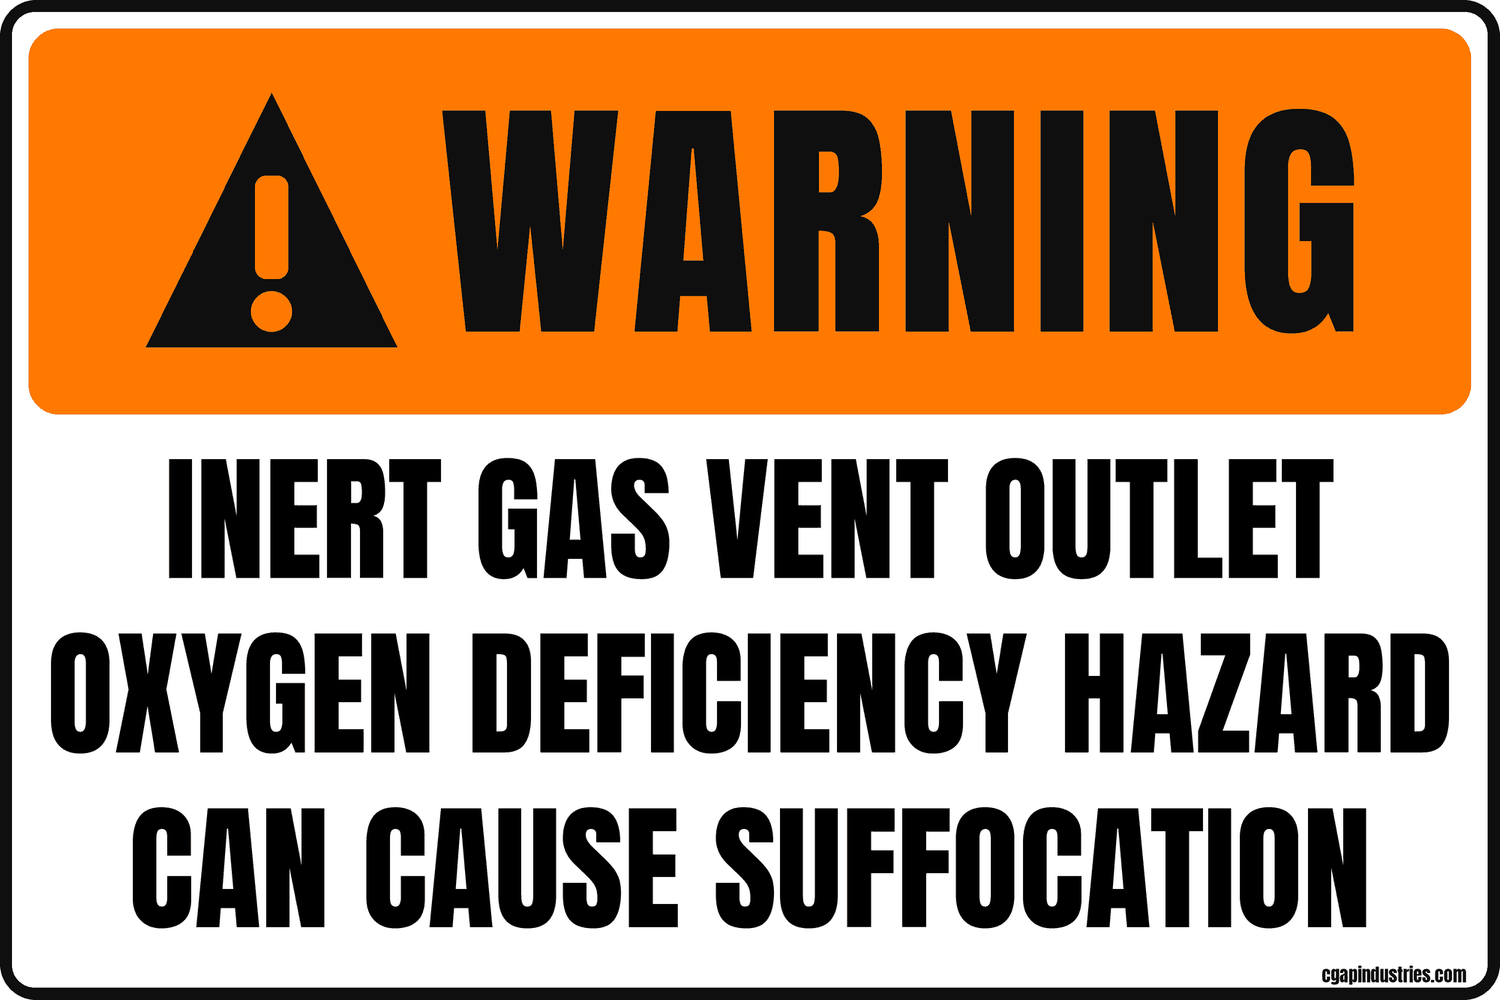 WARNING
INERT GAS VENT OUTLET
OXYGEN DEFICIENCY HAZARD
CAN CAUSE SUFFOCATION
cgapindustries.com